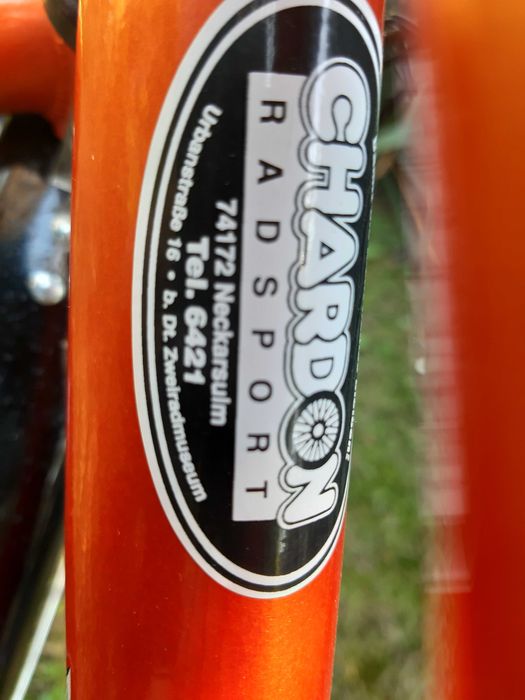 CHARDON
RADSPORT
74172 Neckarsulm
Tel. 6421
Urbanstraße 16 • b. Dt. Zweiradmuseum